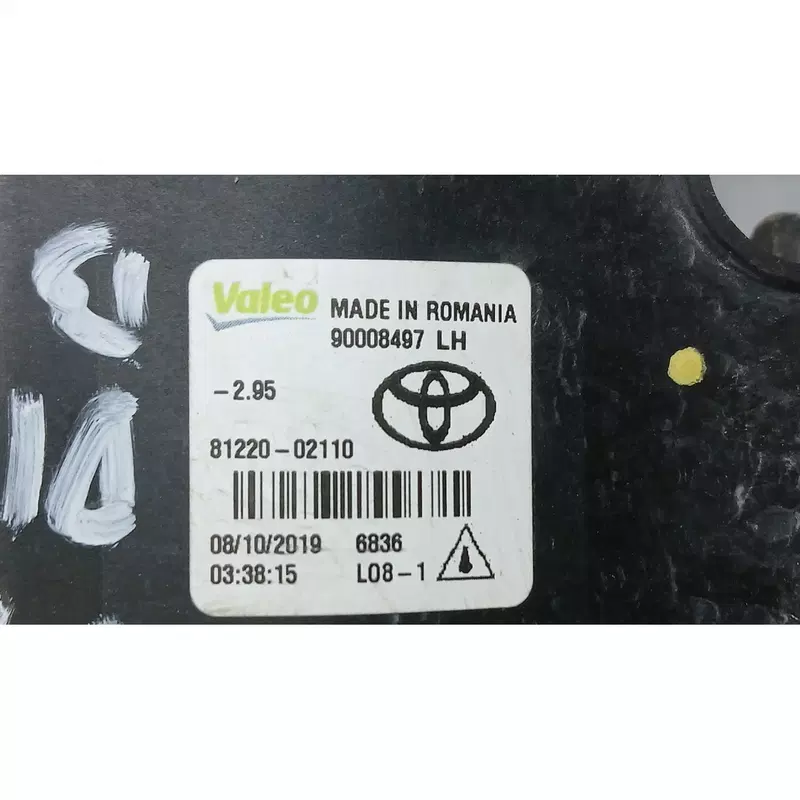 Valeo MADE IN ROMANIA
90008497 LH
-2.95
81220-02110
08/10/2019 6836
03:38:15 L08-1